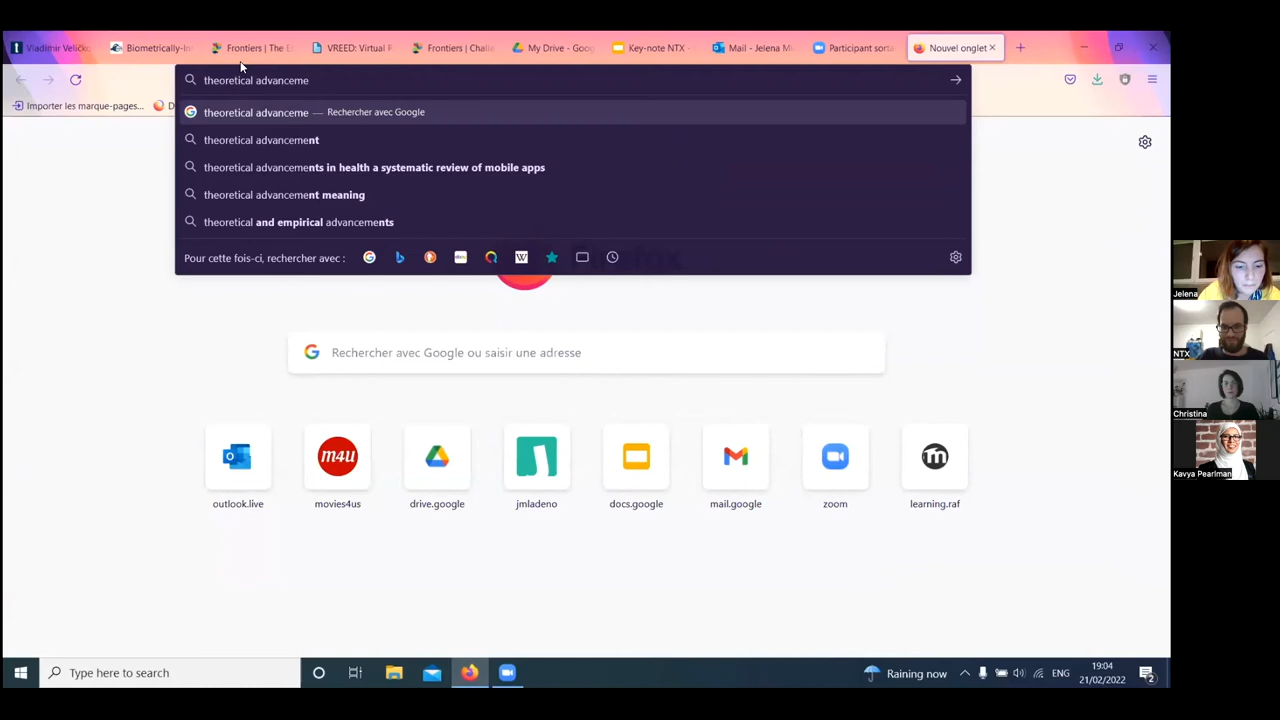 Vladimir Veličko
Biometrically-In
Frontiers | The E
VREED: Virtual R
Frontiers | Challe
My Drive - Goog
Key-note NTX -
Mail - Jelena Ml
Participant sorta
Nouvel onglet
theoretical advanceme
Importer les marque-pages...
D
theoretical advanceme — Rechercher avec Google
theoretical advancement
theoretical advancements in health a systematic review of mobile apps
theoretical advancement meaning
theoretical and empirical advancements
Pour cette fois-ci, rechercher avec :
Rechercher avec Google ou saisir une adresse
m4u
outlook.live
movies4us
drive.google
jmladeno
docs.google
mail.google
zoom
learning.raf
Jelena
NTX
Christina
Kavya Pearlman
Type here to search
Raining now
ENG
19:04
21/02/2022
2